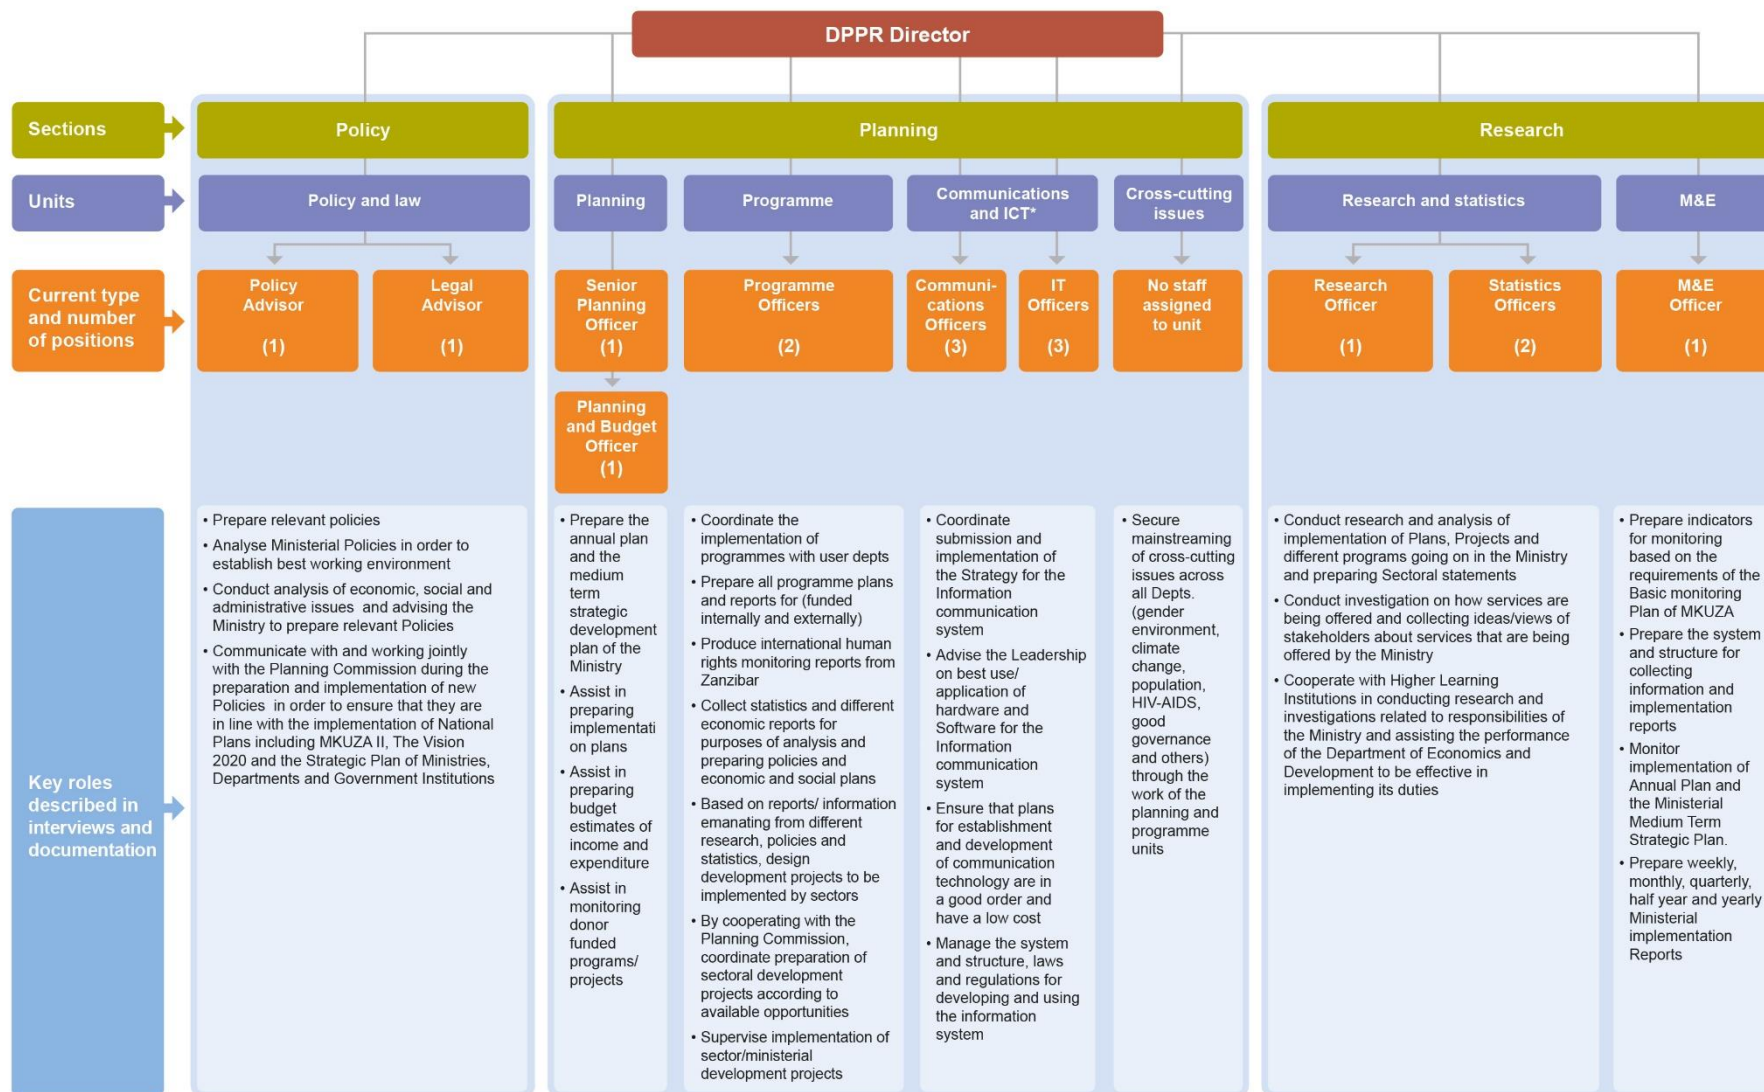 DPPR Director
Sections
Policy
Planning
Research
Units
Policy and law
Planning
Programme
Communications
and ICT*
Cross-cutting
issues
Research and statistics
M&E
Current type
and number
of positions
Policy
Advisor
(1)
Legal
Advisor
(1)
Senior
Planning
Officer
(1)
Programme
Officers
(2)
Communi-
cations
Officers
(3)
IT
Officers
(3)
No staff
assigned
to unit
Research
Officer
(1)
Statistics
Officers
(2)
M&E
Officer
(1)
Planning
and Budget
Officer
(1)
Key roles
described in
interviews and
documentation
• Prepare relevant policies
• Analyse Ministerial Policies in order to
establish best working environment
• Conduct analysis of economic, social and
administrative issues and advising the
Ministry to prepare relevant Policies
• Communicate with and working jointly
with the Planning Commission during the
preparation and implementation of new
Policies in order to ensure that they are
in line with the implementation of National
Plans including MKUZA II, The Vision
2020 and the Strategic Plan of Ministries,
Departments and Government Institutions
• Prepare the
annual plan
and the
medium
term
strategic
development
plan of the
Ministry
• Assist in
preparing
implementati
on plans
• Assist in
preparing
budget
estimates of
income and
expenditure
• Assist in
monitoring
donor
funded
programs/
projects
• Coordinate the
implementation of
programmes with user depts
• Prepare all programme plans
and reports for (funded
internally and externally)
• Produce international human
rights monitoring reports from
Zanzibar
• Collect statistics and different
economic reports for
purposes of analysis and
preparing policies and
economic and social plans
• Based on reports/ information
emanating from different
research, policies and
statistics, design
development projects to be
implemented by sectors
• By cooperating with the
Planning Commission,
coordinate preparation of
sectoral development
projects according to
available opportunities
• Supervise implementation of
sector/ministerial
development projects
• Coordinate
submission and
implementation of
the Strategy for the
Information
communication
system
• Advise the Leadership
on best use/
application of
hardware and
Software for the
Information
communication
system
• Ensure that plans
for establishment
and development
of communication
technology are in
a good order and
have a low cost
• Manage the system
and structure, laws
and regulations for
developing and using
the information
system
• Secure
mainstreaming
of cross-cutting
issues across
all Depts.
(gender
environment,
climate
change,
population,
HIV-AIDS,
good
governance
and others)
through the
work of the
planning and
programme
units
• Conduct research and analysis of
implementation of Plans, Projects and
different programs going on in the Ministry
and preparing Sectoral statements
• Conduct investigation on how services are
being offered and collecting ideas/views of
stakeholders about services that are being
offered by the Ministry
• Cooperate with Higher Learning
Institutions in conducting research and
investigations related to responsibilities of
the Ministry and assisting the performance
of the Department of Economics and
Development to be effective in
implementing its duties
• Prepare indicators
for monitoring
based on the
requirements of the
Basic monitoring
Plan of MKUZA
• Prepare the system
and structure for
collecting
information and
implementation
reports
• Monitor
implementation of
Annual Plan and
the Ministerial
Medium Term
Strategic Plan.
• Prepare weekly,
monthly, quarterly,
half year and yearly
Ministerial
implementation
Reports